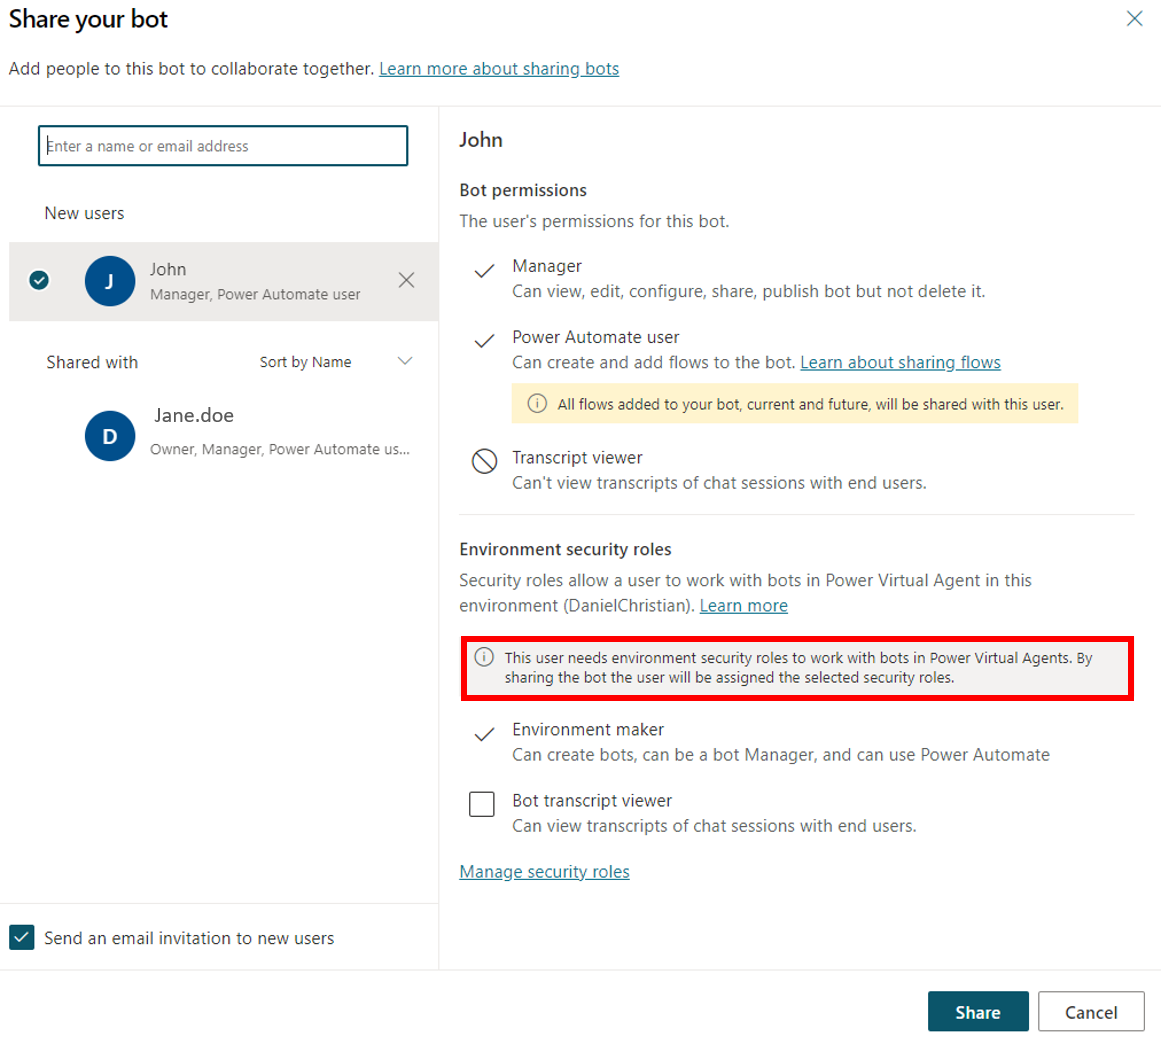 Share your bot
Add people to this bot to collaborate together. Learn more about sharing bots
Enter a name or email address
New users
J
John
Manager, Power Automate user
Shared with
Sort by Name
D
Jane.doe
Owner, Manager, Power Automate us...
Send an email invitation to new users
John
Bot permissions
The user's permissions for this bot.
Manager
Can view, edit, configure, share, publish bot but not delete it.
Power Automate user
Can create and add flows to the bot. Learn about sharing flows
All flows added to your bot, current and future, will be shared with this user.
Transcript viewer
Can't view transcripts of chat sessions with end users.
Environment security roles
Security roles allow a user to work with bots in Power Virtual Agent in this
environment (DanielChristian). Learn more
This user needs environment security roles to work with bots in Power Virtual Agents. By
sharing the bot the user will be assigned the selected security roles.
Environment maker
Can create bots, can be a bot Manager, and can use Power Automate
Bot transcript viewer
Can view transcripts of chat sessions with end users.
Manage security roles
Share
Cancel